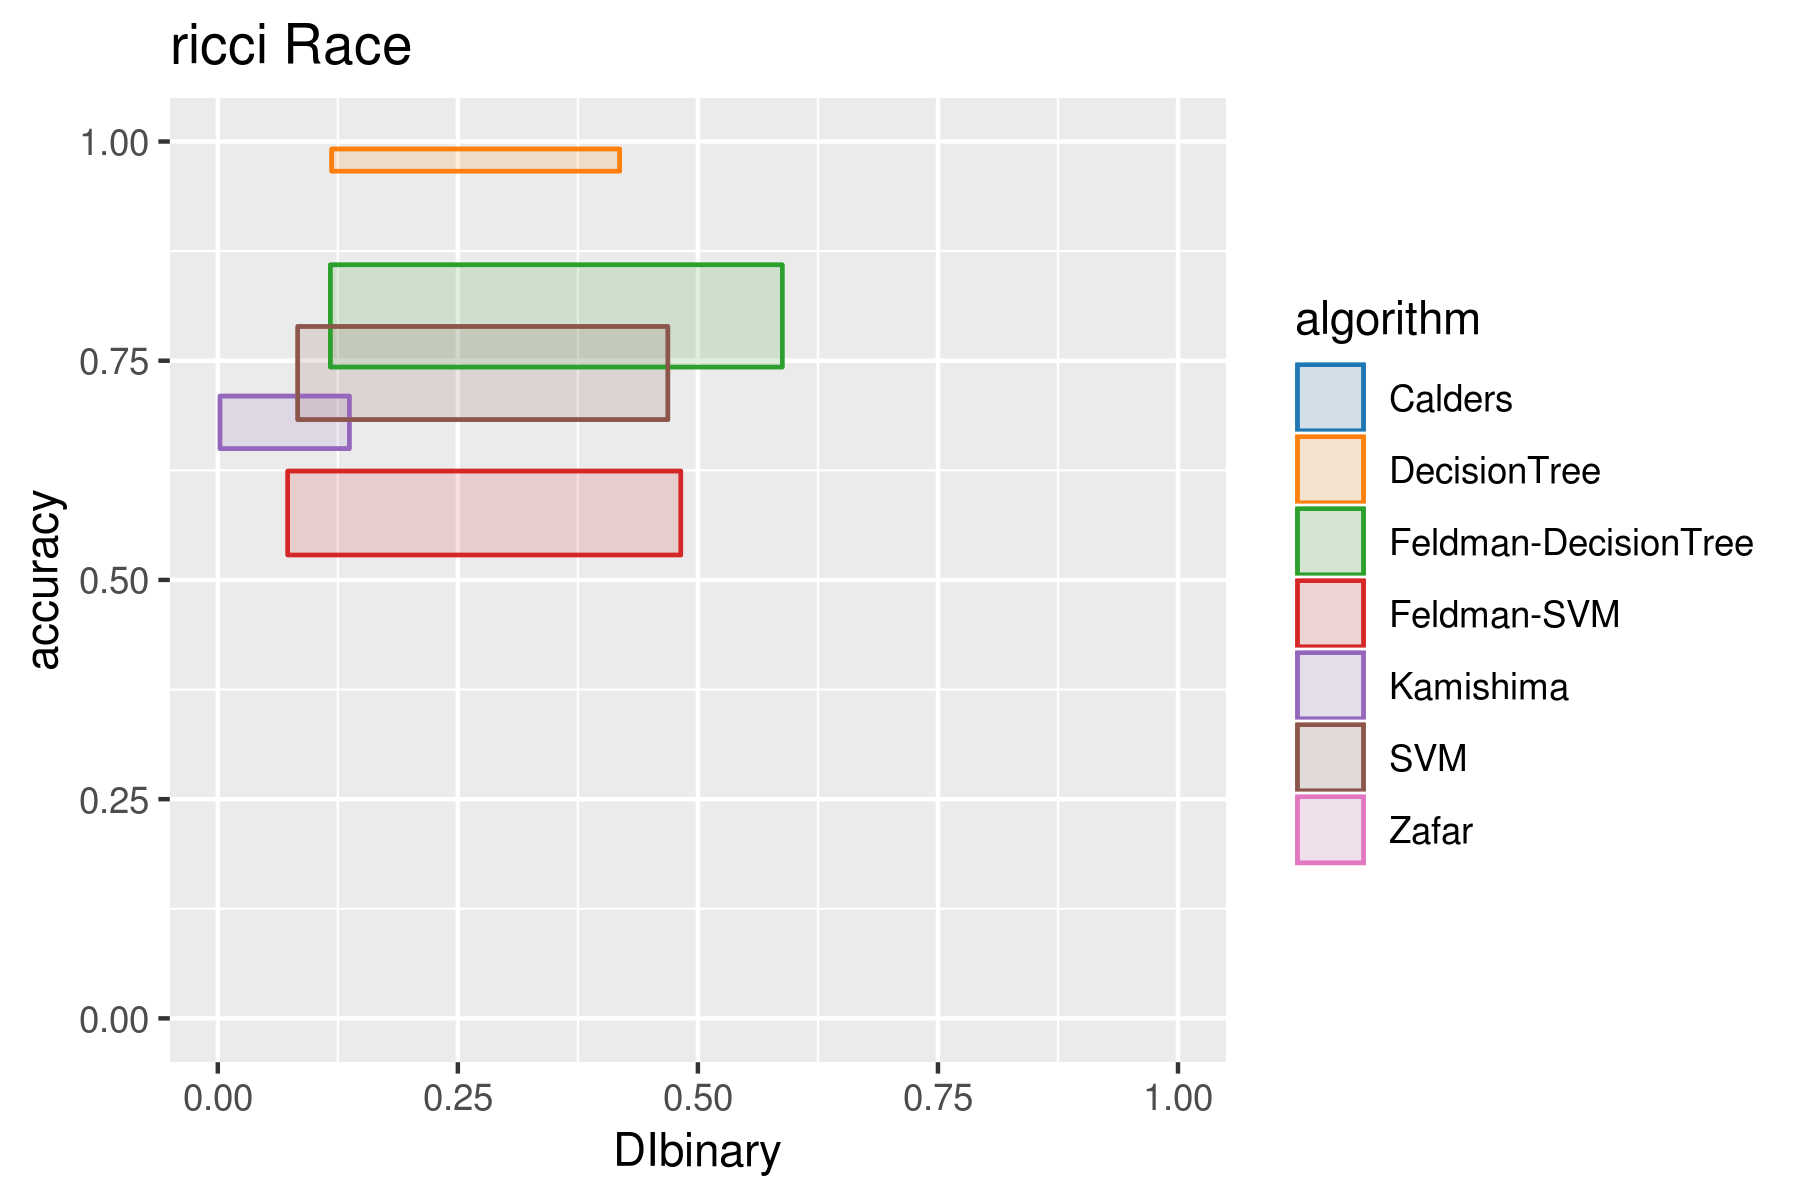 ricci Race
1.00
0.75
0.50
0.25
0.00
accuracy
0.00 0.25 0.50 0.75 1.00
DIbinary
algorithm
Calders
DecisionTree
Feldman-DecisionTree
Feldman-SVM
Kamishima
SVM
Zafar